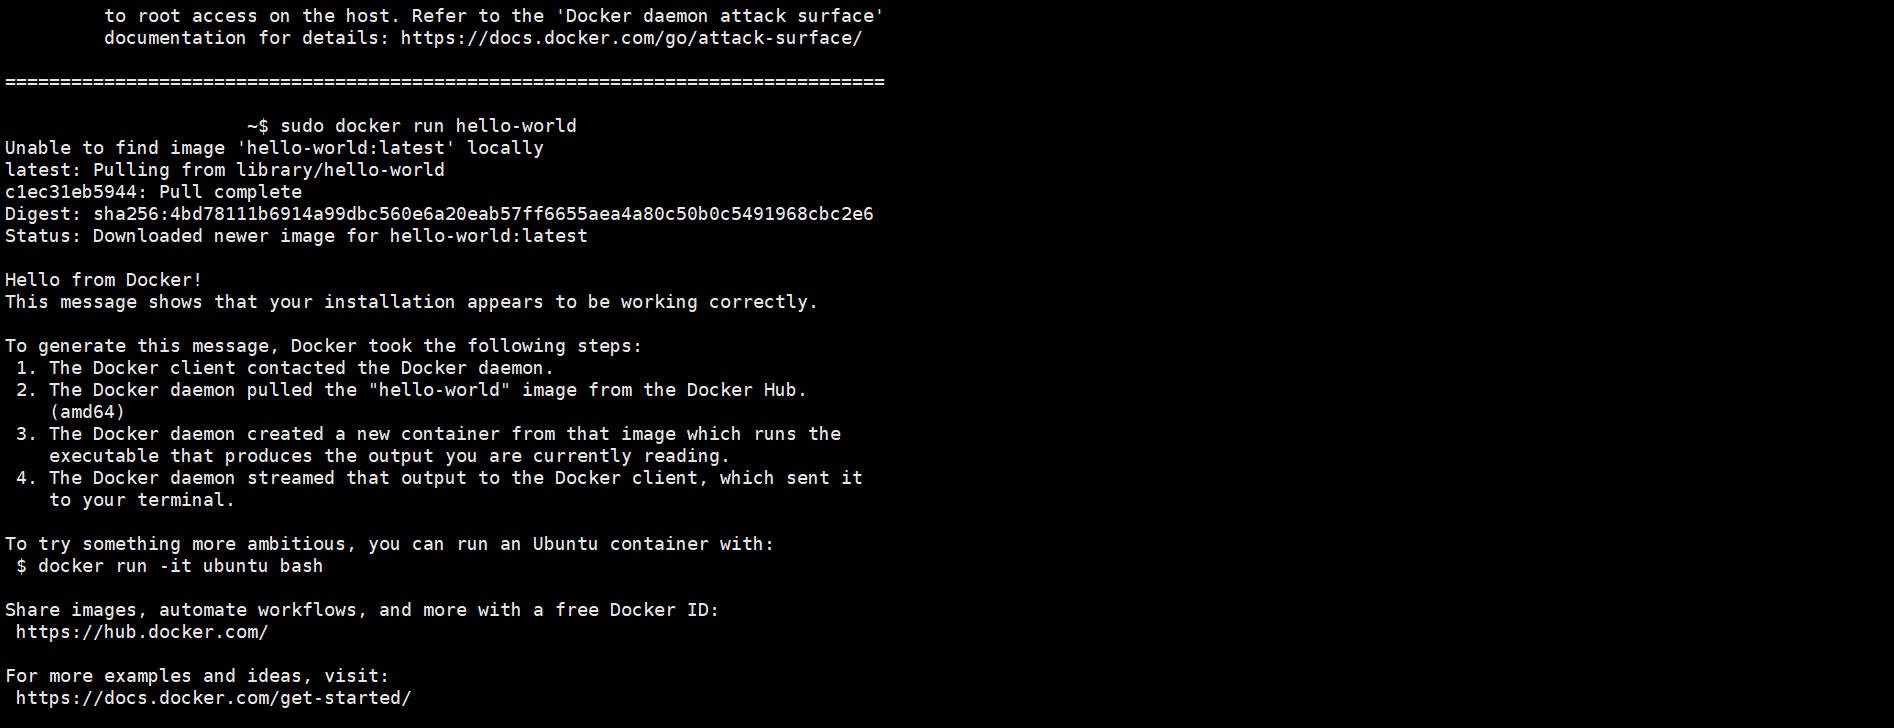 to root access on the host. Refer to the 'Docker daemon attack surface'
documentation for details: https://docs.docker.com/go/attack-surface/
================================================================================
~$ sudo docker run hello-world
Unable to find image 'hello-world:latest' locally
latest: Pulling from library/hello-world
c1ec31eb5944: Pull complete
Digest: sha256:4bd78111b6914a99dbc560e6a20eab57ff6655aea4a80c50b0c5491968cbc2e6
Status: Downloaded newer image for hello-world:latest
Hello from Docker!
This message shows that your installation appears to be working correctly.
To generate this message, Docker took the following steps:
1. The Docker client contacted the Docker daemon.
2. The Docker daemon pulled the "hello-world" image from the Docker Hub.
(amd64)
3. The Docker daemon created a new container from that image which runs the
executable that produces the output you are currently reading.
4. The Docker daemon streamed that output to the Docker client, which sent it
to your terminal.
To try something more ambitious, you can run an Ubuntu container with:
$ docker run -it ubuntu bash
Share images, automate workflows, and more with a free Docker ID:
https://hub.docker.com/
For more examples and ideas, visit:
https://docs.docker.com/get-started/